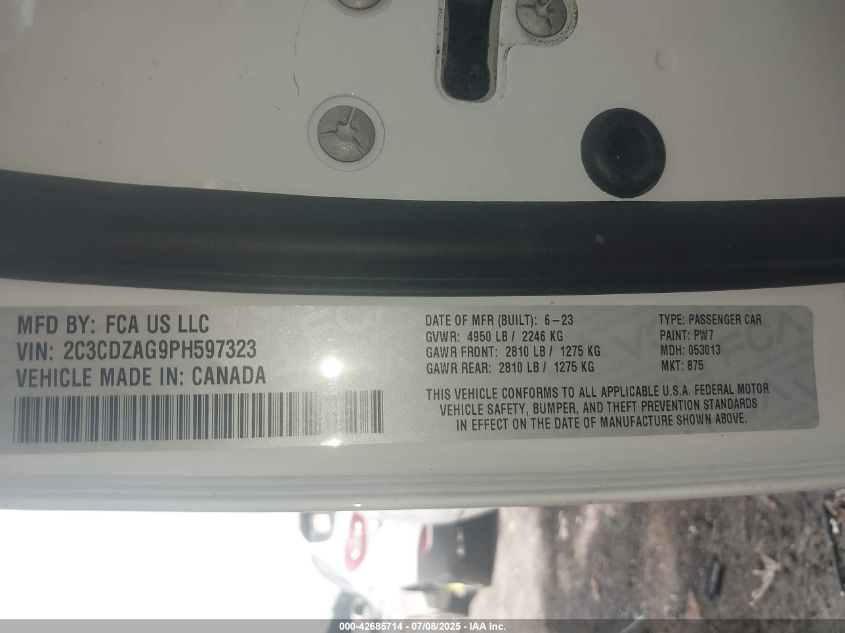 MFD BY: FCA US LLC
VIN: 2C3CDZAG9PH597323
VEHICLE MADE IN: CANADA
DATE OF MFR (BUILT): 6-23
GVWR: 4950 LB / 2246 KG
GAWR FRONT: 2810 LB / 1275 KG
GAWR REAR: 2810 LB / 1275 KG
TYPE: PASSENGER CAR
PAINT: PW7
MDH: 053013
MKT: 875
THIS VEHICLE CONFORMS TO ALL APPLICABLE U.S.A. FEDERAL MOTOR
VEHICLE SAFETY, BUMPER, AND THEFT PREVENTION STANDARDS
IN EFFECT ON THE DATE OF MANUFACTURE SHOWN ABOVE.
000-42685714 - 07/08/2025 - IAA Inc.